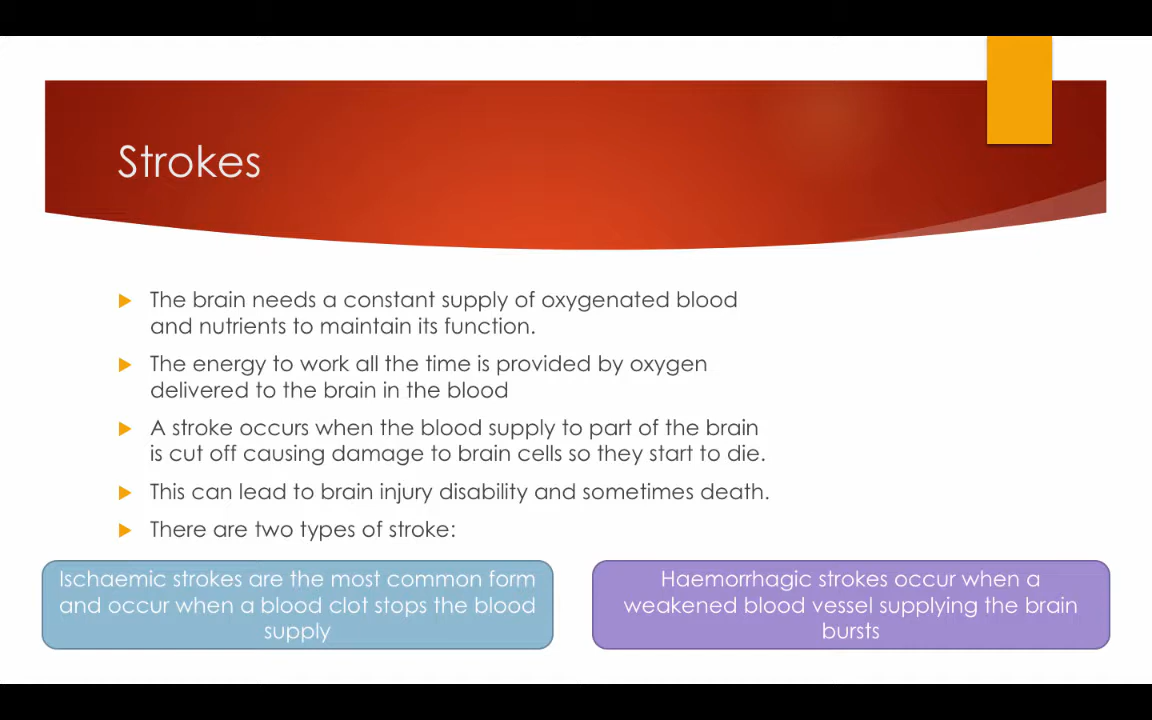 Strokes
The brain needs a constant supply of oxygenated blood
and nutrients to maintain its function.
The energy to work all the time is provided by oxygen
delivered to the brain in the blood
A stroke occurs when the blood supply to part of the brain
is cut off causing damage to brain cells so they start to die.
This can lead to brain injury disability and sometimes death.
There are two types of stroke:
Ischaemic strokes are the most common form
and occur when a blood clot stops the blood
supply
Haemorrhagic strokes occur when a
weakened blood vessel supplying the brain
bursts